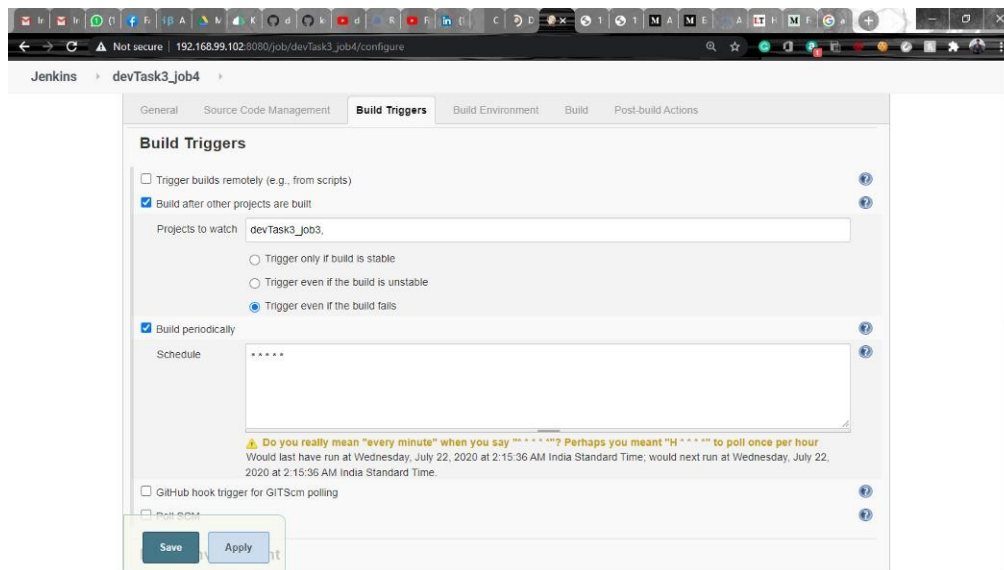 Not secure | 192.168.99.102:8080/job/devTask3_job4/configure
Jenkins devTask3_job4
General Source Code Management Build Triggers Build Environment Build Post-build Actions
Build Triggers
Trigger builds remotely (e.g., from scripts)
Build after other projects are built
Projects to watch devTask3_job3,
Trigger only if build is stable
Trigger even if the build is unstable
Trigger even if the build fails
Build periodically
Schedule * * * * *
Do you really mean "every minute" when you say "* * * * *"? Perhaps you meant "H * * * *" to poll once per hour
Would last have run at Wednesday, July 22, 2020 at 2:15:36 AM India Standard Time; would next run at Wednesday, July 22,
2020 at 2:15:36 AM India Standard Time.
GitHub hook trigger for GITScm polling
Poll SCM
Save Apply